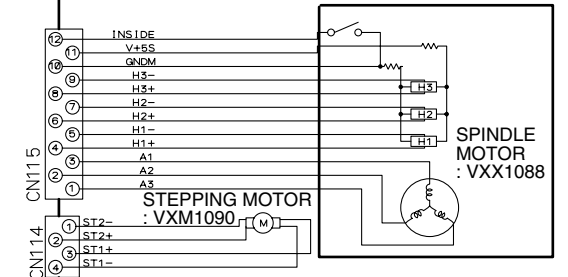 12 INSIDE
11 V+5S
10 GNDM
9 H3-
8 H3+
7 H2-
6 H2+
5 H1-
4 H1+
3 A1
2 A2
1 A3
CN115
H3
H2
H1
SPINDLE
MOTOR
: VXX1088
STEPPING MOTOR
: VXM1090
M
1 ST2-
2 ST2+
3 ST1+
4 ST1-
CN114